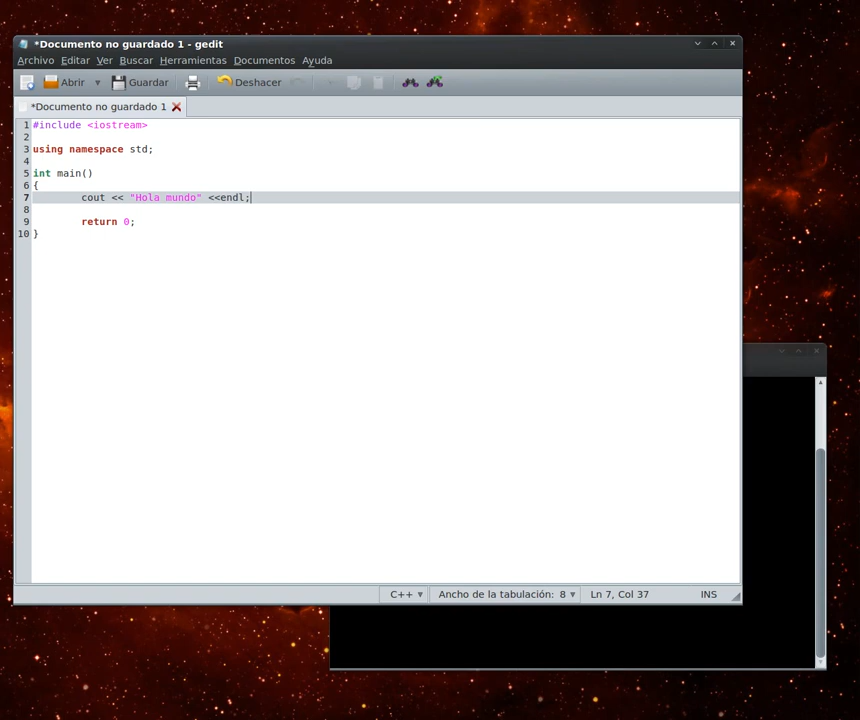 *Documento no guardado 1 - gedit
Archivo Editar Ver Buscar Herramientas Documentos Ayuda
Abrir Guardar Deshacer
*Documento no guardado 1
1 #include <iostream>
2
3 using namespace std;
4
5 int main()
6 {
7 cout << "Hola mundo" <<endl;
8
9 return 0;
10 }
C++ Ancho de la tabulación: 8 Ln 7, Col 37 INS